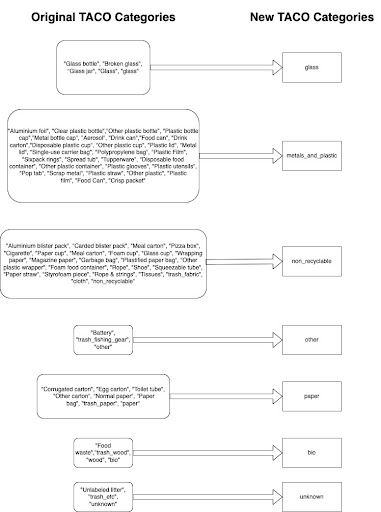 Original TACO Categories
New TACO Categories
"Glass bottle", "Broken glass",
"Glass jar", "Glass", "glass"
glass
"Aluminium foil", "Clear plastic bottle","Other plastic bottle", "Plastic bottle
cap","Metal bottle cap", "Aerosol", "Drink can","Food can", "Drink
carton","Disposable plastic cup", "Other plastic cup", "Plastic lid", "Metal
lid", "Single-use carrier bag", "Polypropylene bag", "Plastic Film",
"Sixpack rings", "Spread tub", "Tupperware", "Disposable food
container", "Other plastic container", "Plastic gloves", "Plastic utensils",
"Pop tab", "Scrap metal", "Plastic straw", "Other plastic", "Plastic
film", "Food Can", "Crisp packet"
metals_and_plastic
"Aluminium blister pack", "Carded blister pack", "Meal carton", "Pizza box",
"Cigarette", "Paper cup", "Meal carton", "Foam cup", "Glass cup", "Wrapping
paper", "Magazine paper", "Garbage bag", "Plastified paper bag", "Other
plastic wrapper", "Foam food container", "Rope", "Shoe", "Squeezable tube",
"Paper straw", "Styrofoam piece", "Rope & strings", "Tissues", "trash_fabric,
"cloth", "non_recyclable"
non_recyclable
"Battery",
"trash_fishing_gear",
"other"
other
"Corrugated carton", "Egg carton", "Toilet tube",
"Other carton", "Normal paper", "Paper
bag", "trash_paper", "paper"
paper
"Food
waste","trash_wood",
"wood", "bio"
bio
"Unlabeled litter",
"trash_etc",
"unknown"
unknown